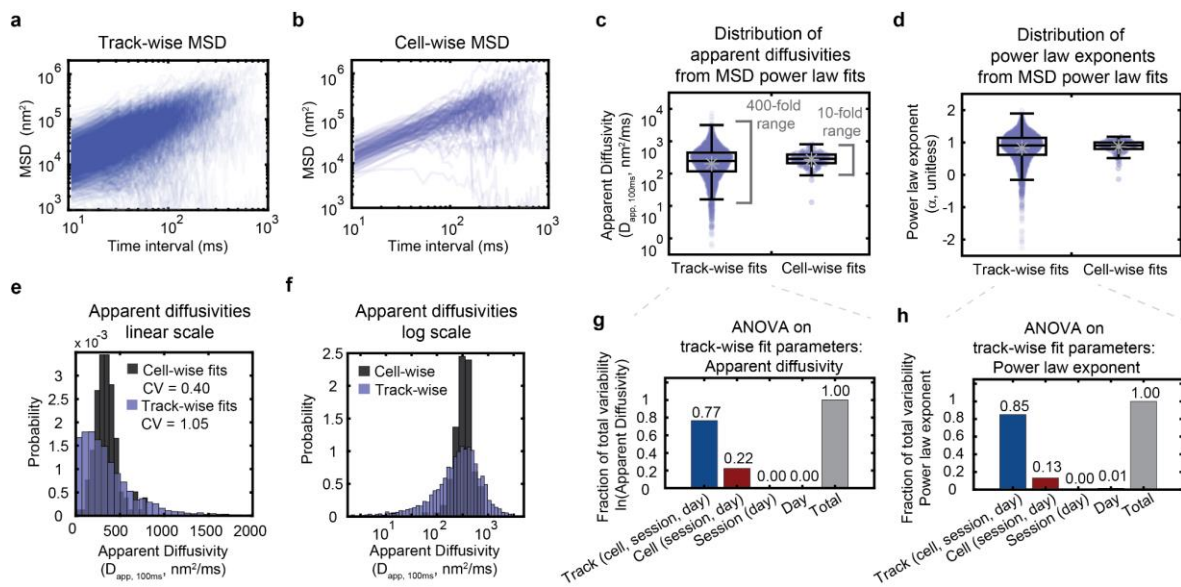 a
Track-wise MSD
MSD (nm²)
10⁶
10⁵
10⁴
10³
10¹
10²
10³
Time interval (ms)
b
Cell-wise MSD
MSD (nm²)
10⁶
10⁵
10⁴
10³
10¹
10²
10³
Time interval (ms)
c
Distribution of
apparent diffusivities
from MSD power law fits
Apparent Diffusivity
(D_app, 100ms, nm²/ms)
10⁴
10³
10²
10¹
10⁰
400-fold
range
10-fold
range
Track-wise fits
Cell-wise fits
d
Distribution of
power law exponents
from MSD power law fits
Power law exponent
(α, unitless)
2
1
0
-1
-2
Track-wise fits
Cell-wise fits
e
Apparent diffusivities
linear scale
x 10⁻³
Probability
3.5
3
2.5
2
1.5
1
0.5
0
Cell-wise fits
CV = 0.40
Track-wise fits
CV = 1.05
0
500
1000
1500
2000
Apparent Diffusivity
(D_app, 100ms, nm²/ms)
f
Apparent diffusivities
log scale
Probability
2.5
2.0
1.5
1
0.5
0
Cell-wise
Track-wise
10¹
10²
10³
Apparent Diffusivity
(D_app, 100ms, nm²/ms)
g
ANOVA on
track-wise fit parameters:
Apparent diffusivity
Fraction of total variability
ln(Apparent Diffusivity)
1
0.8
0.6
0.4
0.2
0
0.77
0.22
0.00
0.00
1.00
Track (cell, session, day)
Cell (session, day)
Session (day)
Day
Total
h
ANOVA on
track-wise fit parameters:
Power law exponent
Fraction of total variability
Power law exponent
1
0.8
0.6
0.4
0.2
0
0.85
0.13
0.00
0.01
1.00
Track (cell, session, day)
Cell (session, day)
Session (day)
Day
Total